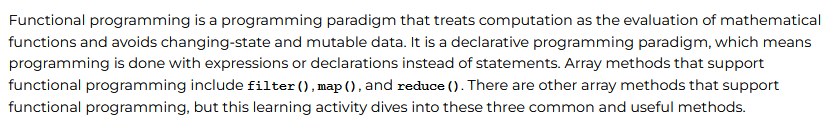 Functional programming is a programming paradigm that treats computation as the evaluation of mathematical
functions and avoids changing-state and mutable data. It is a declarative programming paradigm, which means
programming is done with expressions or declarations instead of statements. Array methods that support
functional programming include filter(), map(), and reduce(). There are other array methods that support
functional programming, but this learning activity dives into these three common and useful methods.